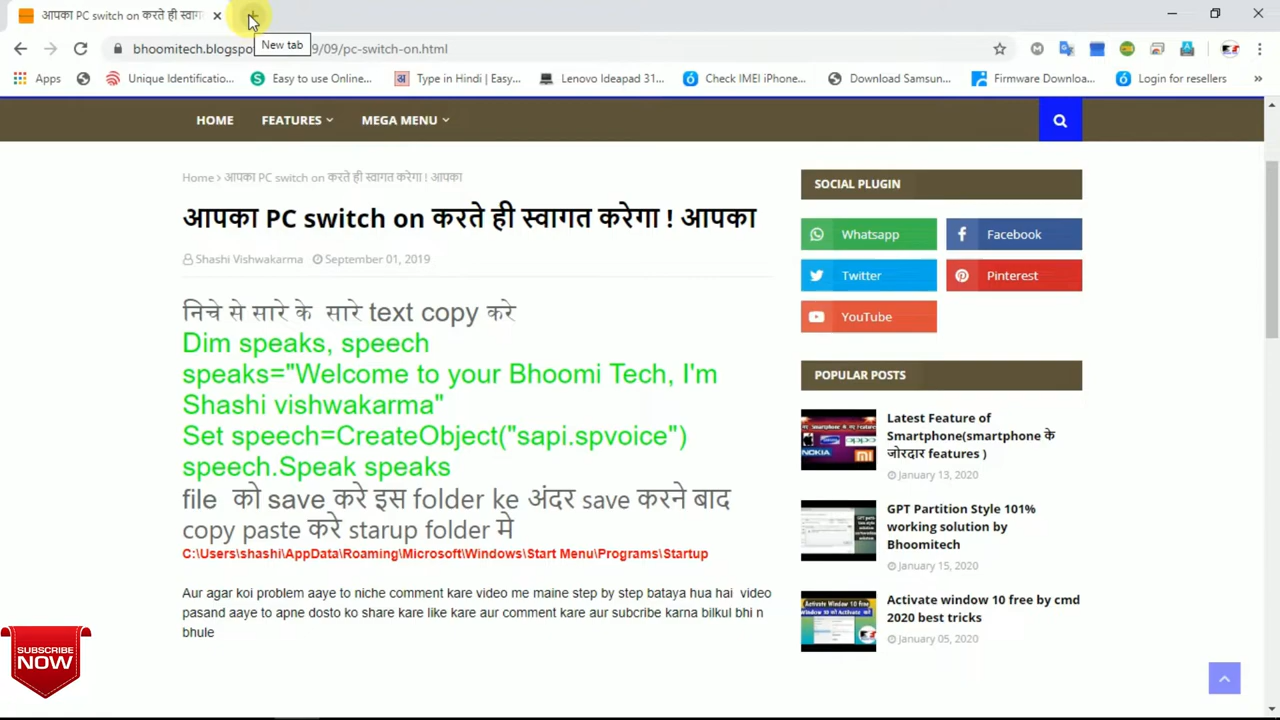 आपका PC switch on करते ही स्वाग
New tab
bhoomitech.blogspo
9/09/pc-switch-on.html
Apps
Unique Identificatio...
Easy to use Online...
Type in Hindi | Easy...
Lenovo Ideapad 31...
Check IMEI iPhone...
Download Samsun...
Firmware Downloa...
Login for resellers
HOME
FEATURES
MEGA MENU
Home > आपका PC switch on करते ही स्वागत करेगा ! आपका
आपका PC switch on करते ही स्वागत करेगा ! आपका
Shashi Vishwakarma September 01, 2019
निचे से सारे के सारे text copy करे
Dim speaks, speech
speaks="Welcome to your Bhoomi Tech, I'm
Shashi vishwakarma"
Set speech=CreateObject("sapi.spvoice")
speech.Speak speaks
file को save करे इस folder ke अंदर save करने बाद
copy paste करे starup folder मे
C:\Users\shashi\AppData\Roaming\Microsoft\Windows\Start Menu\Programs\Startup
Aur agar koi problem aaye to niche comment kare video me maine step by step bataya hua hai video
pasand aaye to apne dosto ko share kare like kare aur comment kare aur subcribe karna bilkul bhi n
bhule
SOCIAL PLUGIN
Whatsapp
Facebook
Twitter
Pinterest
YouTube
POPULAR POSTS
Latest Feature of
Smartphone(smartphone के
जोरदार features )
January 13, 2020
GPT Partition Style 101%
working solution by
Bhoomitech
January 15, 2020
Activate window 10 free by cmd
2020 best tricks
January 05, 2020
SUBSCRIBE
NOW